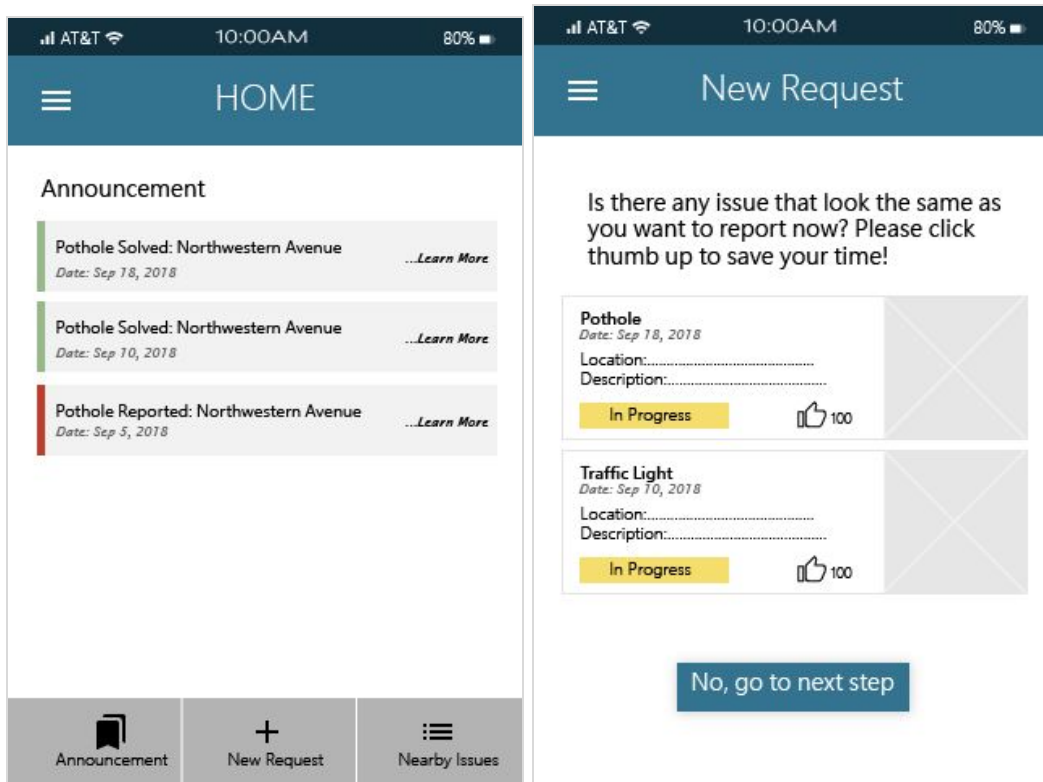 AT&T
10:00AM
80%
HOME
Announcement
Pothole Solved: Northwestern Avenue
Date: Sep 18, 2018
...Learn More
Pothole Solved: Northwestern Avenue
Date: Sep 10, 2018
...Learn More
Pothole Reported: Northwestern Avenue
Date: Sep 5, 2018
...Learn More
Announcement
New Request
Nearby Issues
AT&T
10:00AM
80%
New Request
Is there any issue that look the same as
you want to report now? Please click
thumb up to save your time!
Pothole
Date: Sep 18, 2018
Location:..................................................
Description:................................................
In Progress
100
Traffic Light
Date: Sep 10, 2018
Location:..................................................
Description:................................................
In Progress
100
No, go to next step